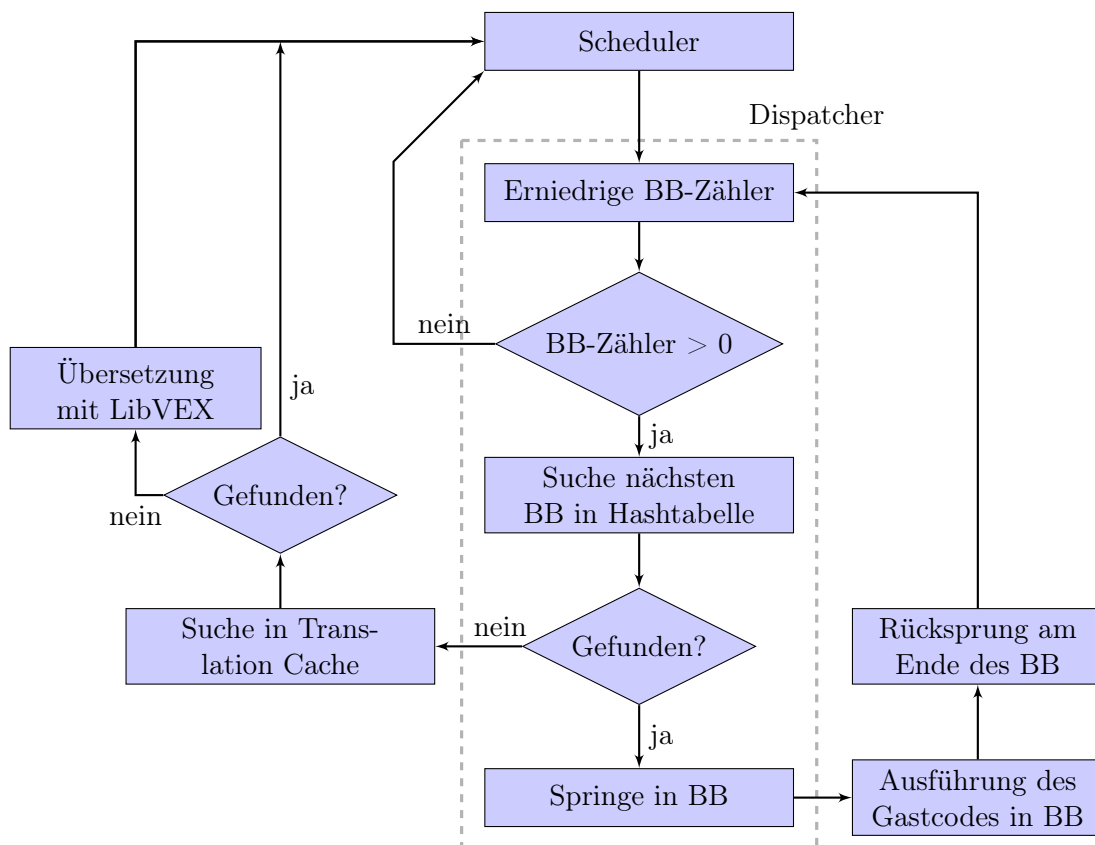 Scheduler
Dispatcher
Erniedrige BB-Zähler
nein
BB-Zähler > 0
Übersetzung
mit LibVEX
ja
ja
Gefunden?
nein
Suche nächsten
BB in Hashtabelle
Suche in Trans-
lation Cache
nein
Gefunden?
Rücksprung am
Ende des BB
ja
Springe in BB
Ausführung des
Gastcodes in BB